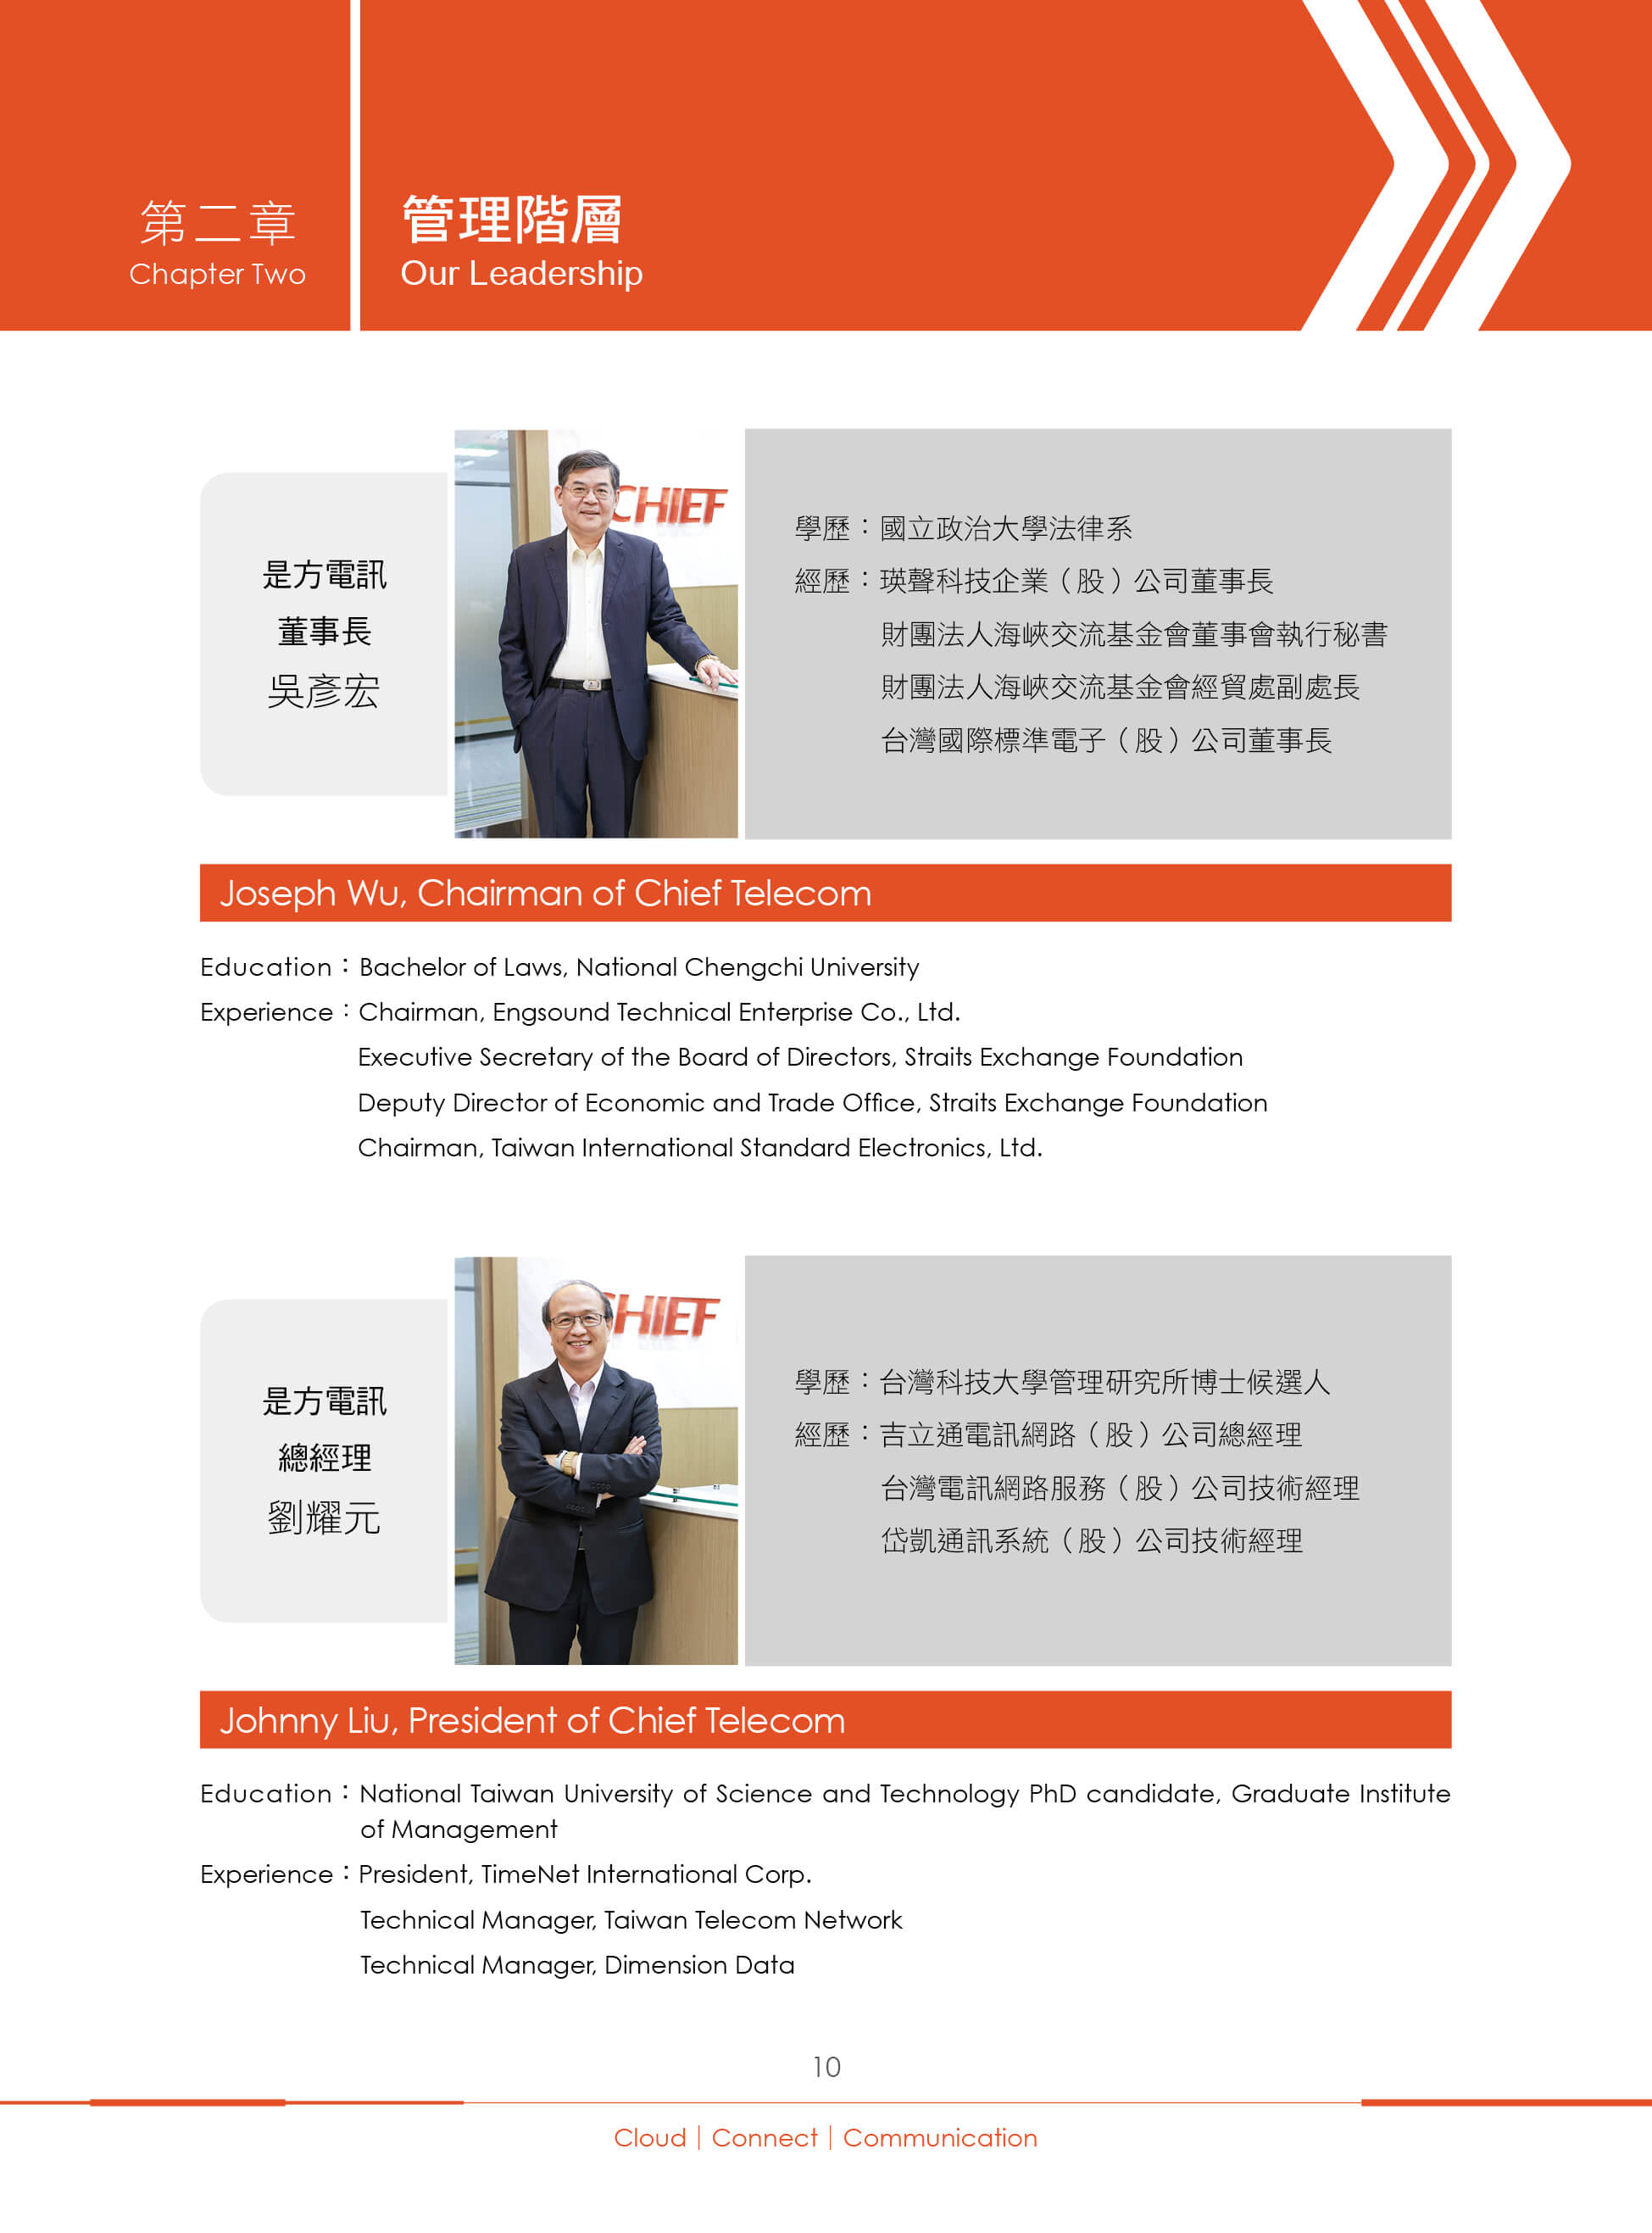 第二章
Chapter Two
管理階層
Our Leadership
是方電訊
董事長
吳彥宏
CHIEF
學歷：國立政治大學法律系
經歷：瑛聲科技企業（股）公司董事長
財團法人海峽交流基金會董事會執行秘書
財團法人海峽交流基金會經貿處副處長
台灣國際標準電子（股）公司董事長
Joseph Wu, Chairman of Chief Telecom
Education：Bachelor of Laws, National Chengchi University
Experience：Chairman, Engsound Technical Enterprise Co., Ltd.
Executive Secretary of the Board of Directors, Straits Exchange Foundation
Deputy Director of Economic and Trade Office, Straits Exchange Foundation
Chairman, Taiwan International Standard Electronics, Ltd.
是方電訊
總經理
劉耀元
CHIEF
學歷：台灣科技大學管理研究所博士候選人
經歷：吉立通電訊網路（股）公司總經理
台灣電訊網路服務（股）公司技術經理
岱凱通訊系統（股）公司技術經理
Johnny Liu, President of Chief Telecom
Education：National Taiwan University of Science and Technology PhD candidate, Graduate Institute
of Management
Experience：President, TimeNet International Corp.
Technical Manager, Taiwan Telecom Network
Technical Manager, Dimension Data
10
Cloud｜Connect｜Communication